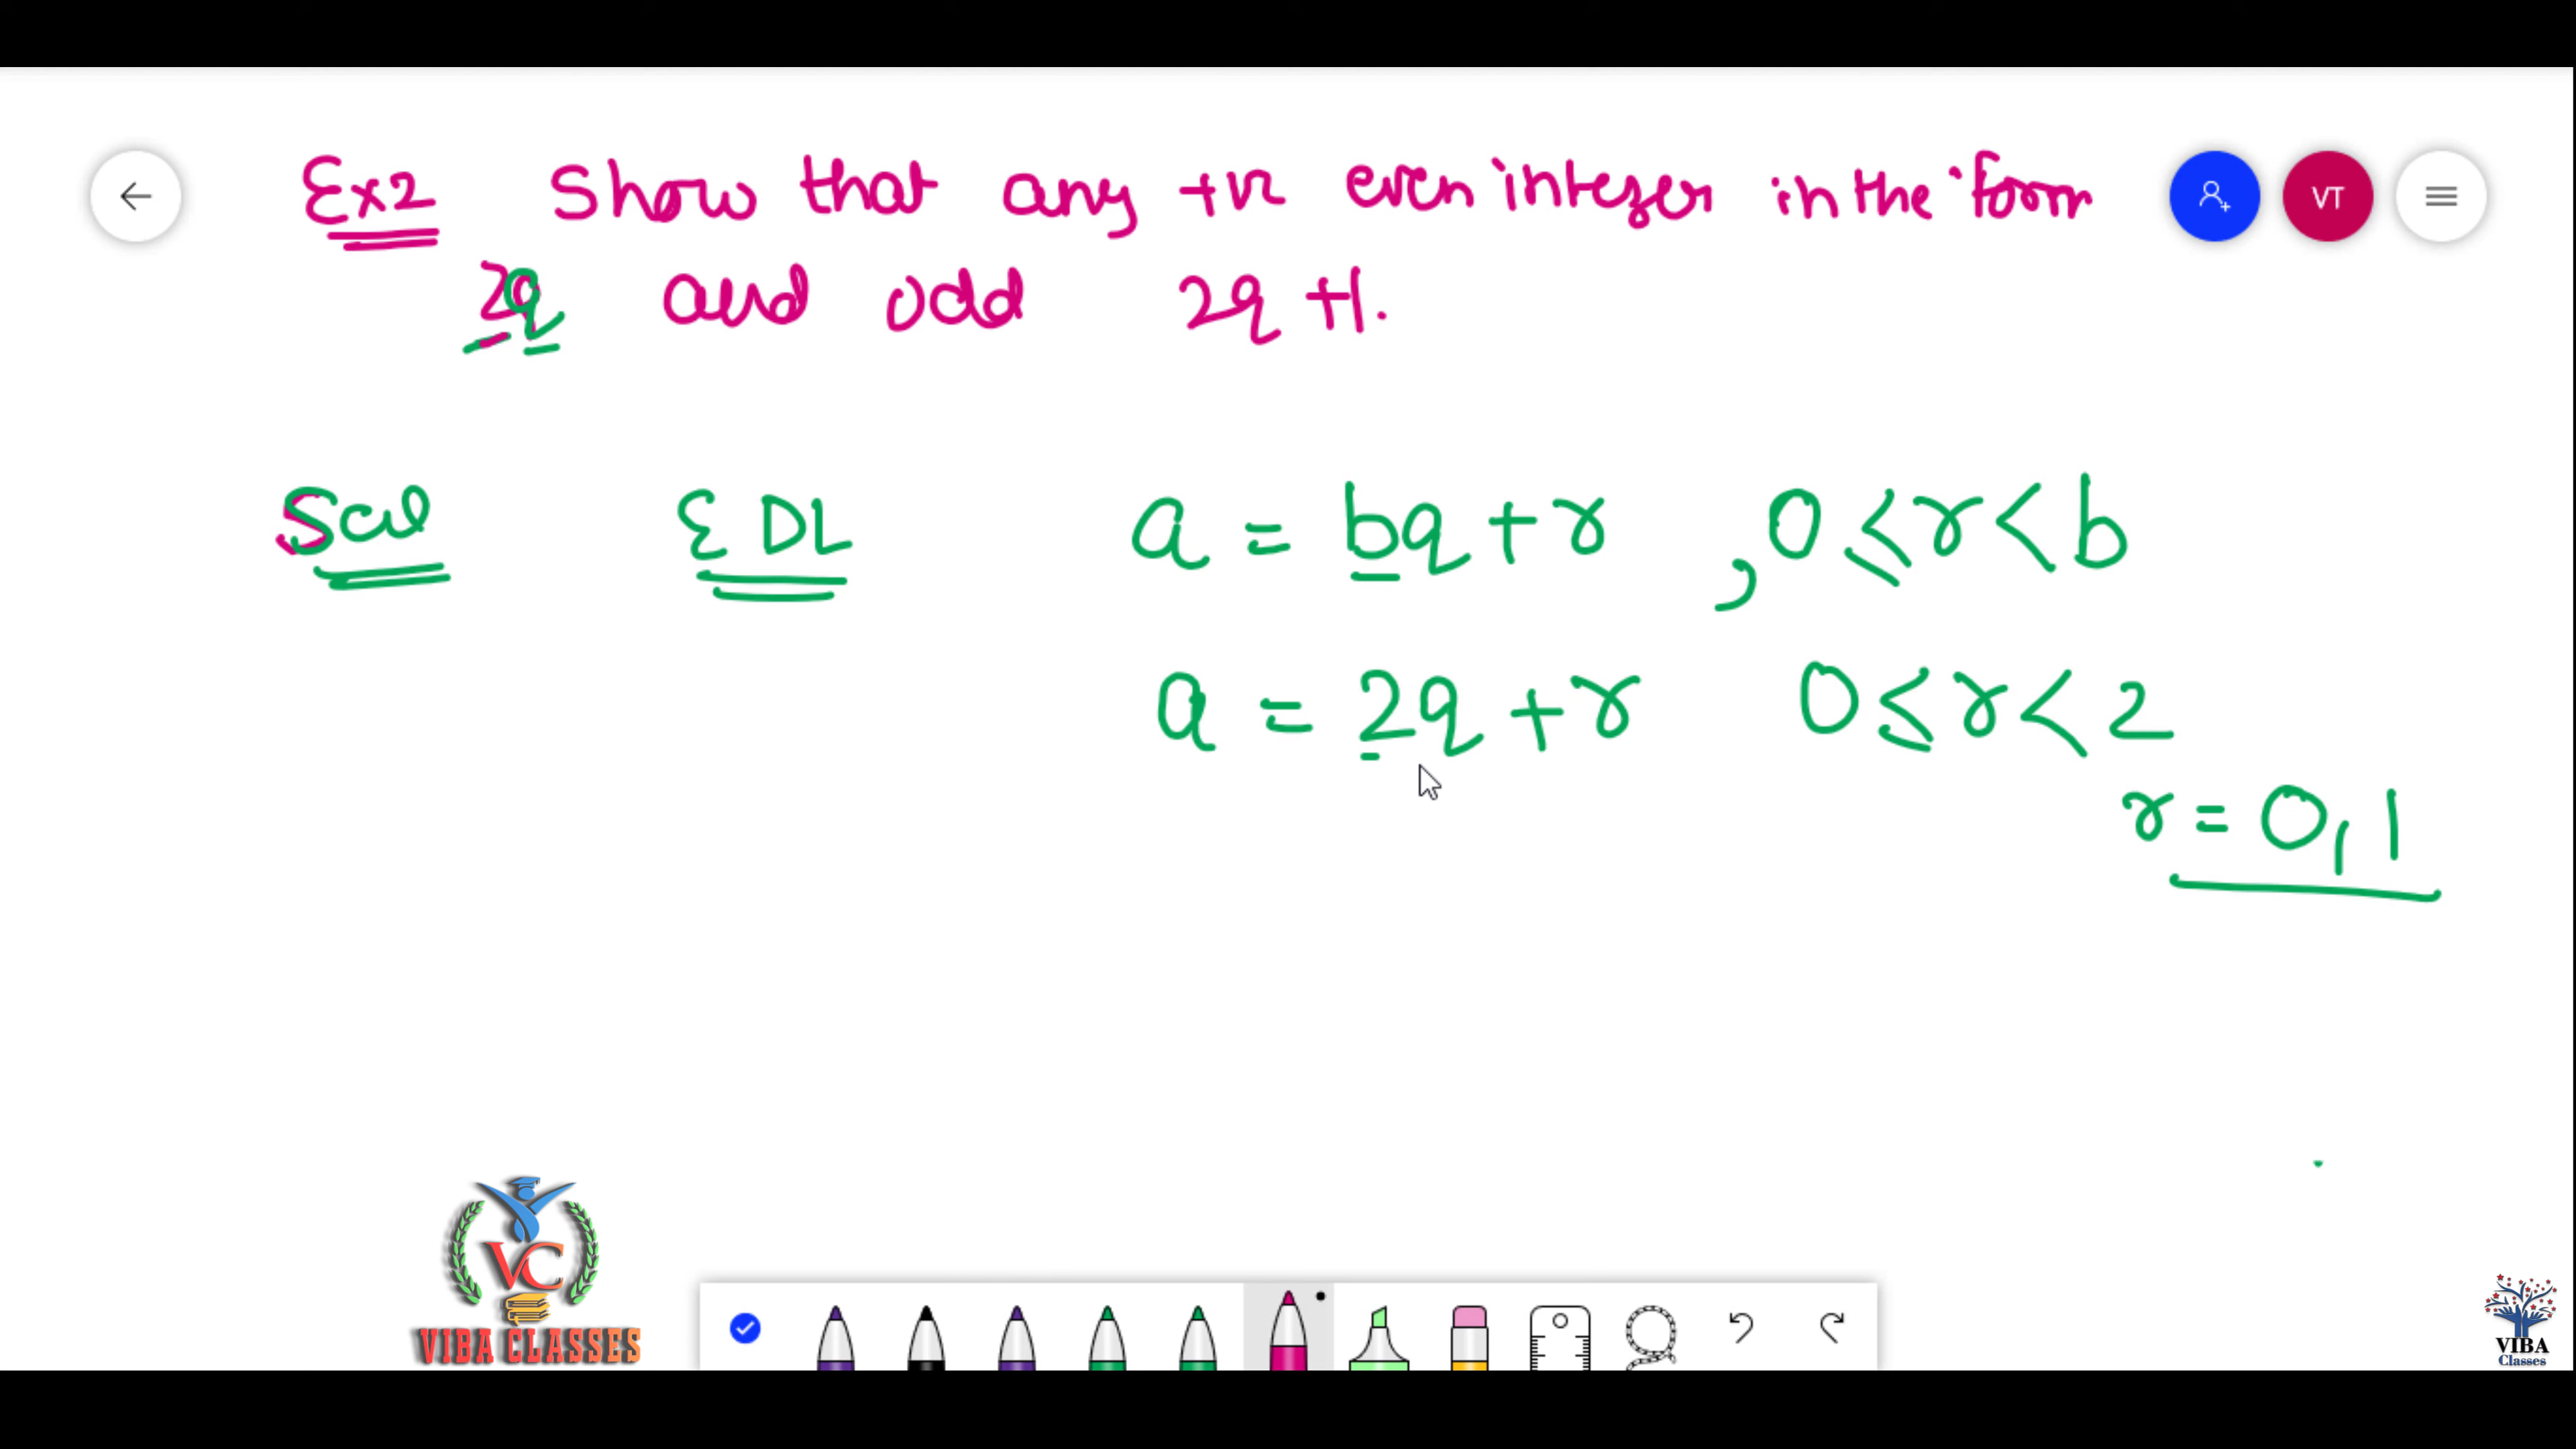 Ex2 Show that any +ve even integer in the form
2q and odd 2q +1.
VT
Sol EDL a = bq + r , 0 ≤ r < b
a = 2q + r 0 ≤ r < 2
r = 0, 1
VC
VIBA CLASSES
VIBA
Classes